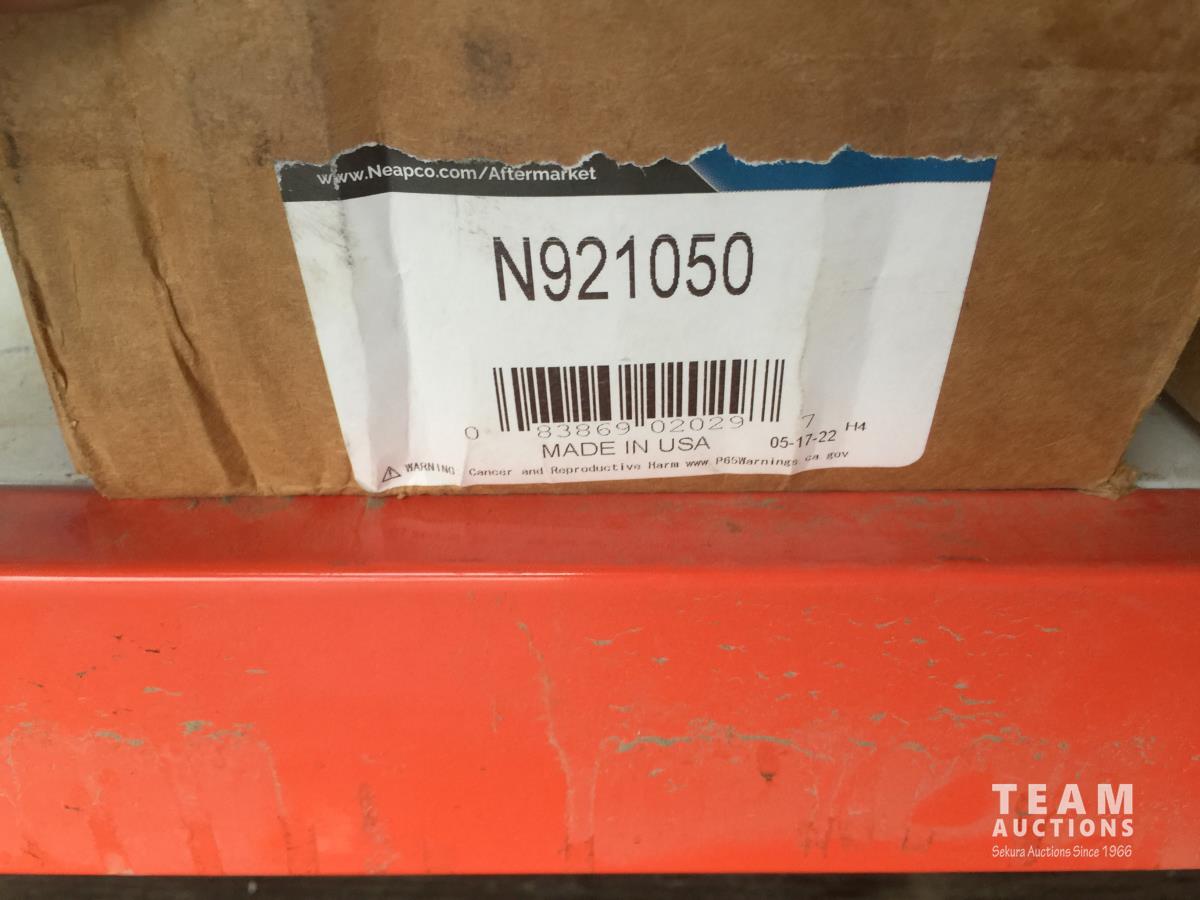 www.Neapco.com/Aftermarket
N921050
0 83869 02029 7
MADE IN USA 05-17-22 H4
⚠ WARNING Cancer and Reproductive Harm www.P65Warnings.ca.gov
TEAM
AUCTIONS
Sekura Auctions Since 1966